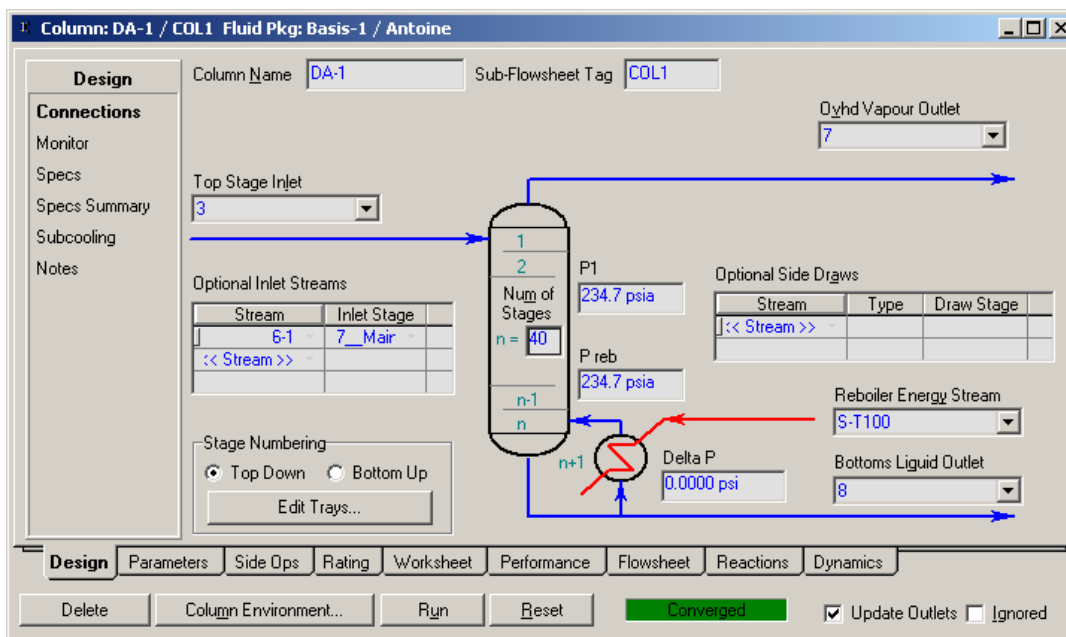 Column: DA-1 / COL1 Fluid Pkg: Basis-1 / Antoine
Design
Connections
Monitor
Specs
Specs Summary
Subcooling
Notes
Column Name DA-1
Sub-Flowsheet Tag COL1
Ovhd Vapour Outlet
7
Top Stage Inlet
3
Optional Inlet Streams
Stream Inlet Stage
6-1 7__Mair
<< Stream >>
1
2
Num of
Stages
n = 40
n-1
n
n+1
P1
234.7 psia
P reb
234.7 psia
Delta P
0.0000 psi
Optional Side Draws
Stream Type Draw Stage
<< Stream >>
Reboiler Energy Stream
S-T100
Bottoms Liquid Outlet
8
Stage Numbering
Top Down Bottom Up
Edit Trays...
Design Parameters Side Ops Rating Worksheet Performance Flowsheet Reactions Dynamics
Delete Column Environment... Run Reset Converged Update Outlets Ignored